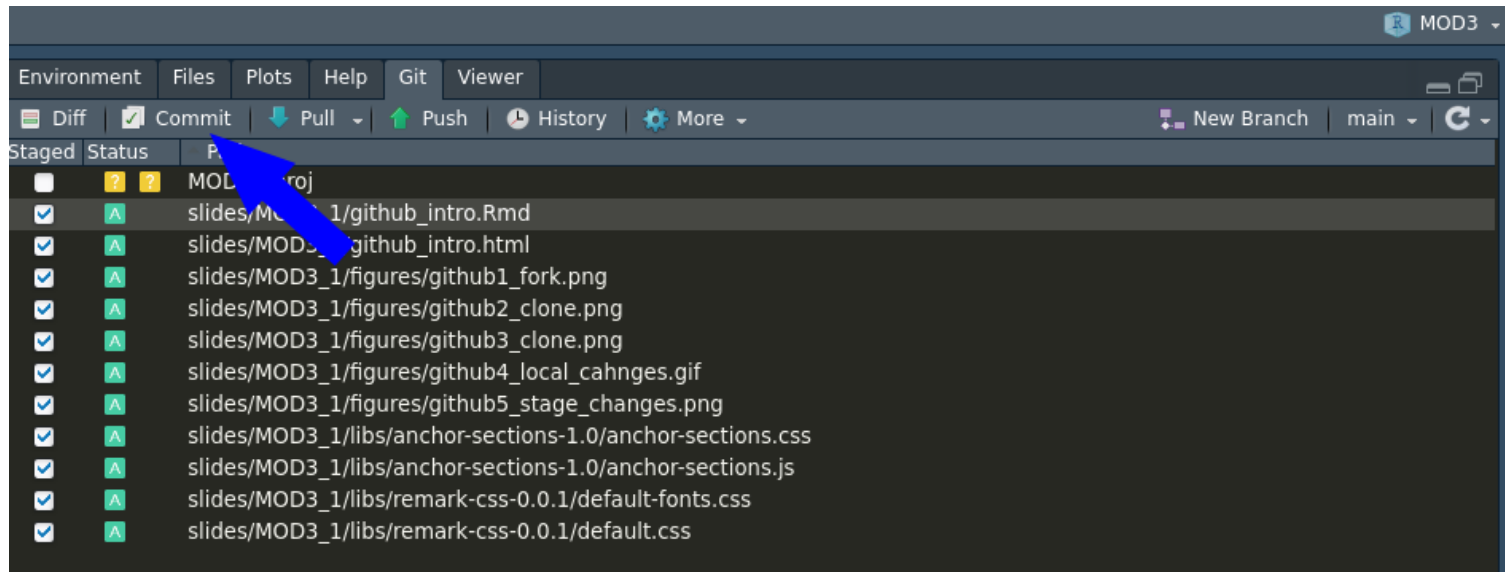 MOD3
Environment Files Plots Help Git Viewer
Diff Commit Pull Push History More New Branch main
Staged Status
? ?
A slides/ 1/github_intro.Rmd
A slides/MOD3_ github_intro.html
A slides/MOD3_1/figures/github1_fork.png
A slides/MOD3_1/figures/github2_clone.png
A slides/MOD3_1/figures/github3_clone.png
A slides/MOD3_1/figures/github4_local_cahnges.gif
A slides/MOD3_1/figures/github5_stage_changes.png
A slides/MOD3_1/libs/anchor-sections-1.0/anchor-sections.css
A slides/MOD3_1/libs/anchor-sections-1.0/anchor-sections.js
A slides/MOD3_1/libs/remark-css-0.0.1/default-fonts.css
A slides/MOD3_1/libs/remark-css-0.0.1/default.css